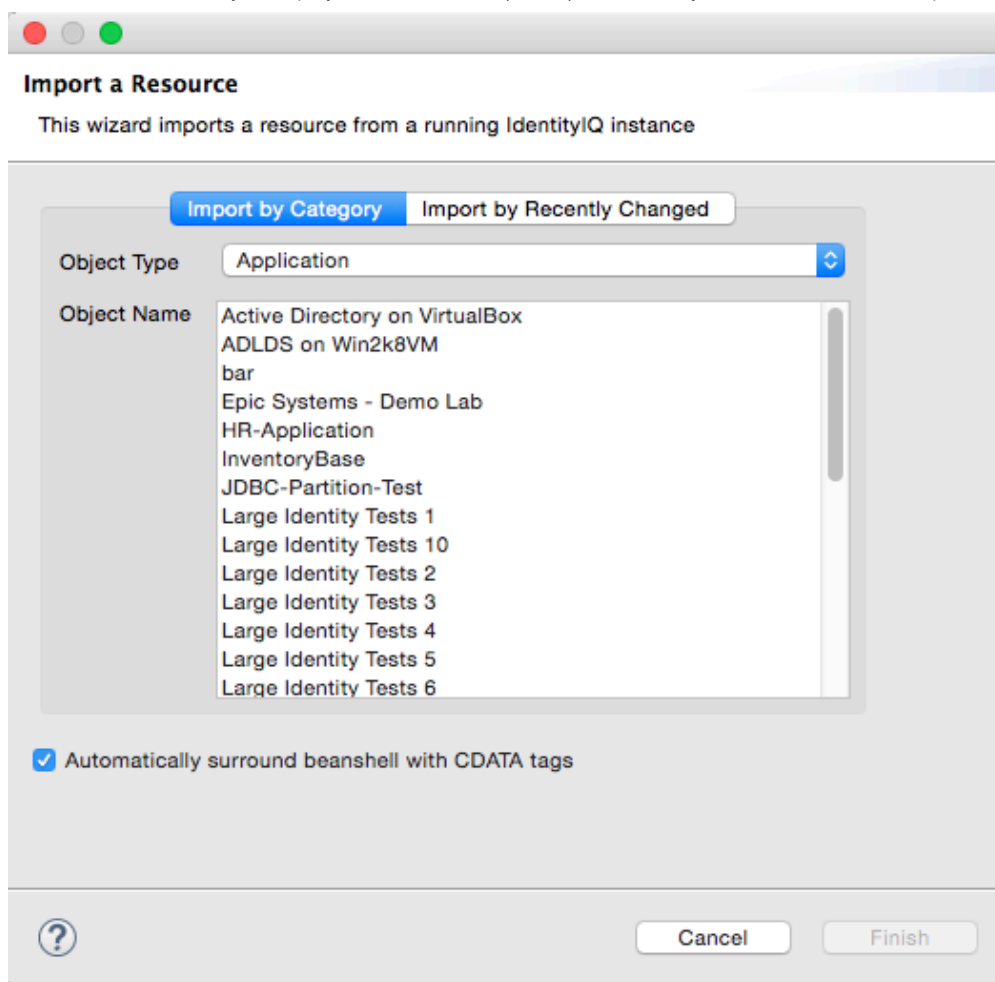 Import a Resource
This wizard imports a resource from a running IdentityIQ instance
Import by Category Import by Recently Changed
Object Type Application
Object Name Active Directory on VirtualBox
ADLDS on Win2k8VM
bar
Epic Systems - Demo Lab
HR-Application
InventoryBase
JDBC-Partition-Test
Large Identity Tests 1
Large Identity Tests 10
Large Identity Tests 2
Large Identity Tests 3
Large Identity Tests 4
Large Identity Tests 5
Large Identity Tests 6
Automatically surround beanshell with CDATA tags
? Cancel Finish